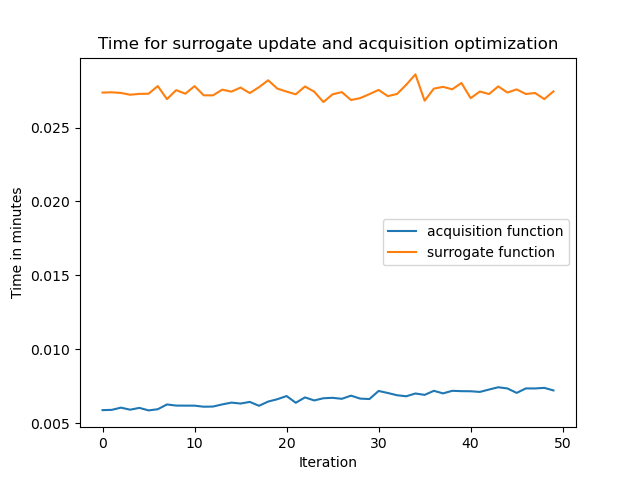 Time for surrogate update and acquisition optimization
Time in minutes
0.025
0.020
0.015
0.010
0.005
acquisition function
surrogate function
0
10
20
30
40
50
Iteration